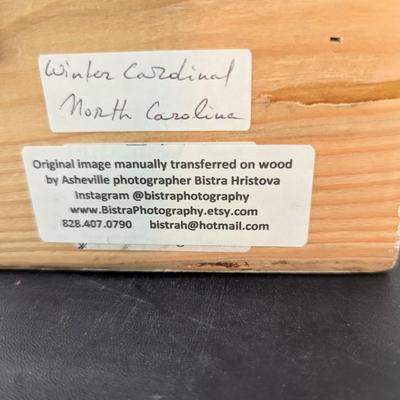 Winter Cardinal
North Carolina
Original image manually transferred on wood
by Asheville photographer Bistra Hristova
Instagram @bistraphotography
www.BistraPhotography.etsy.com
828.407.0790 bistrah@hotmail.com